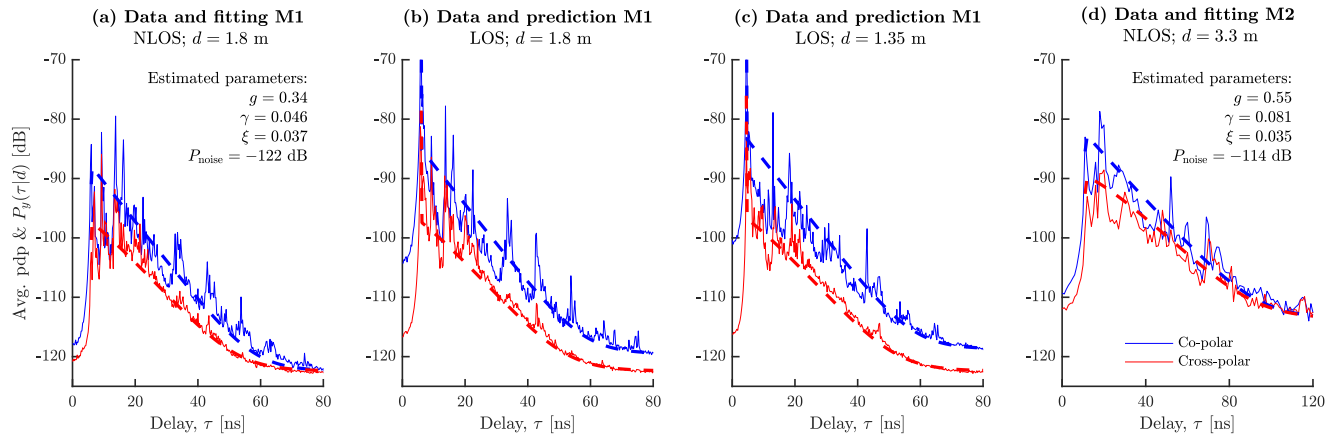 (a) Data and fitting M1
NLOS; d = 1.8 m
Avg. pdp & P_y(τ|d) [dB]
-70
-80
-90
-100
-110
-120
Estimated parameters:
g = 0.34
γ = 0.046
ξ = 0.037
P_noise = −122 dB
0 20 40 60 80
Delay, τ [ns]
(b) Data and prediction M1
LOS; d = 1.8 m
-70
-80
-90
-100
-110
-120
0 20 40 60 80
Delay, τ [ns]
(c) Data and prediction M1
LOS; d = 1.35 m
-70
-80
-90
-100
-110
-120
0 20 40 60 80
Delay, τ [ns]
(d) Data and fitting M2
NLOS; d = 3.3 m
-70
-80
-90
-100
-110
-120
Estimated parameters:
g = 0.55
γ = 0.081
ξ = 0.035
P_noise = −114 dB
Co-polar
Cross-polar
0 20 40 60 80 100 120
Delay, τ [ns]